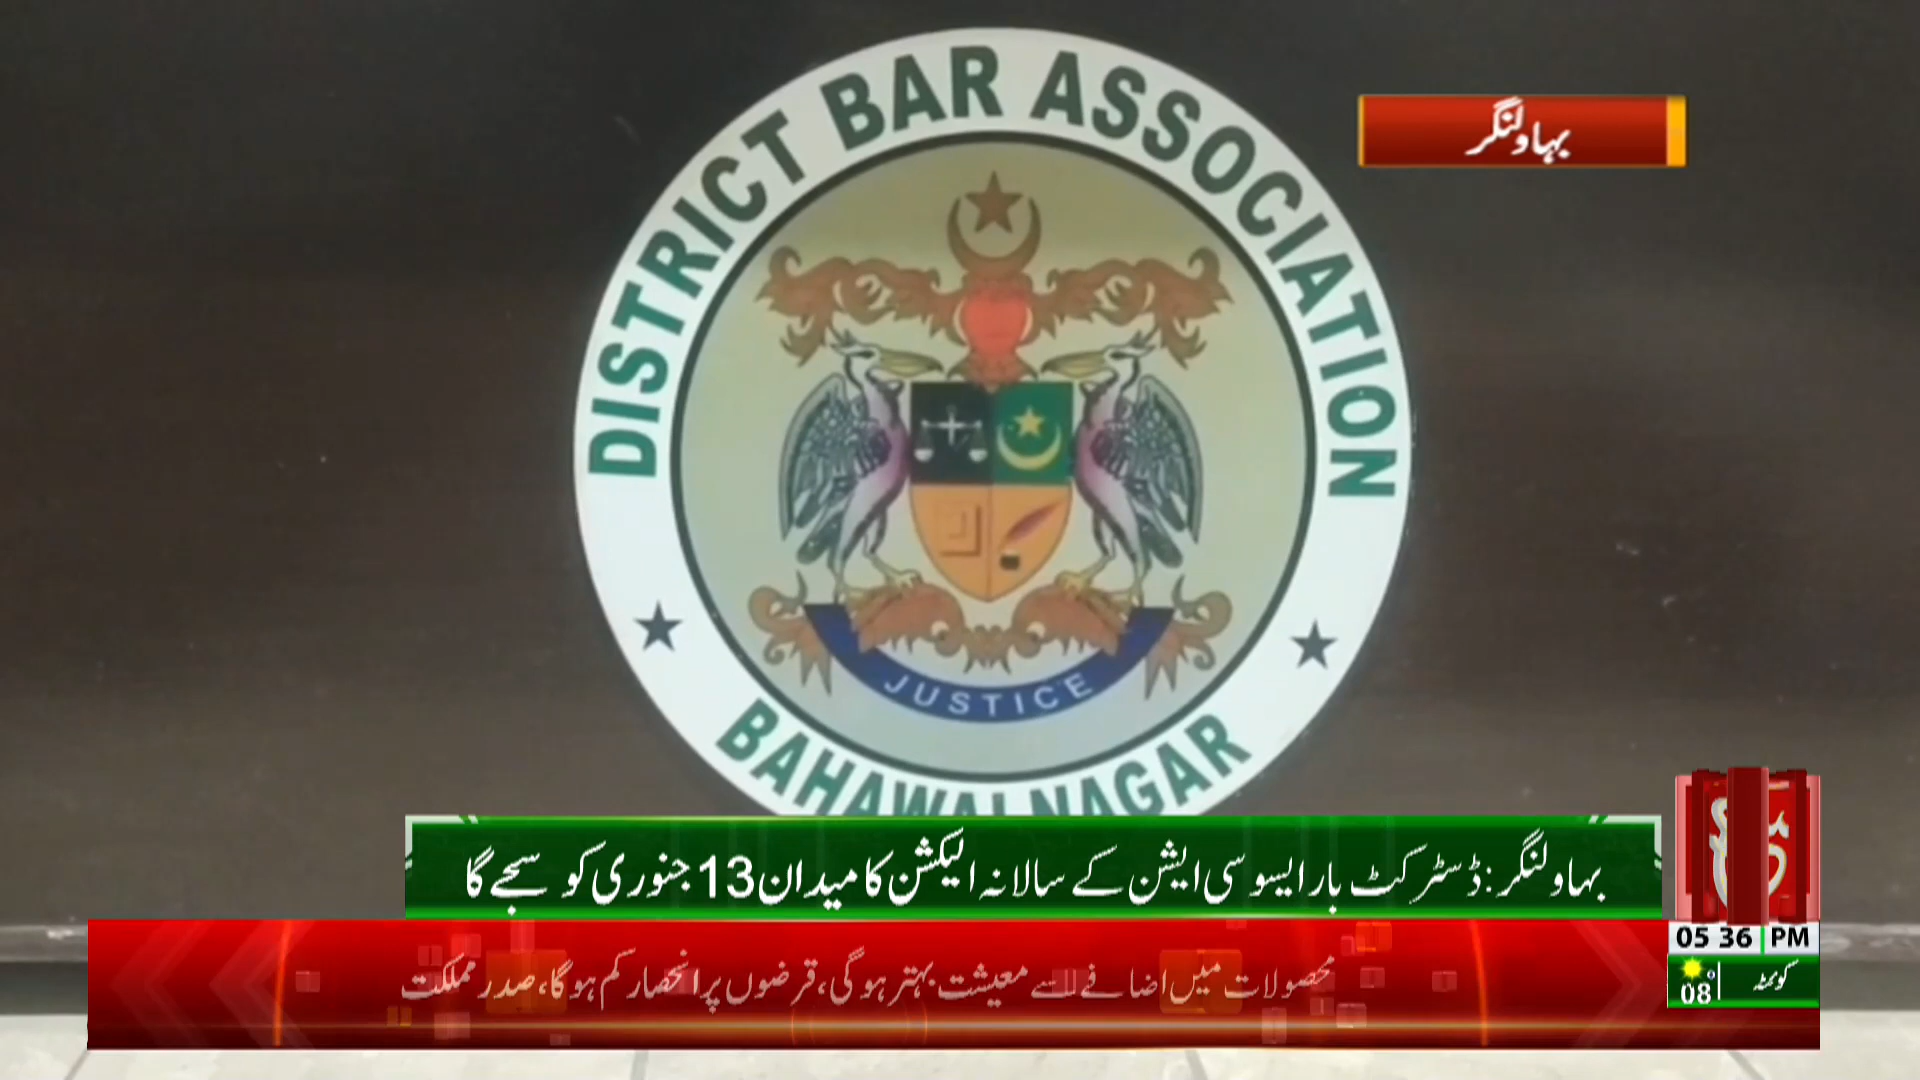 DISTRICT BAR ASSOCIATION
بہاولنگر
JUSTICE
BAHAWALNAGAR
بہاولنگر: ڈسٹرکٹ بار ایسوسی ایشن کے سالانہ الیکشن کا میدان 13 جنوری کو سجے گا
05 36 PM
محصولات میں اضافے سے معیشت بہتر ہوگی، قرضوں پر انحصار کم ہوگا، صدر مملکت
08° کوئٹہ